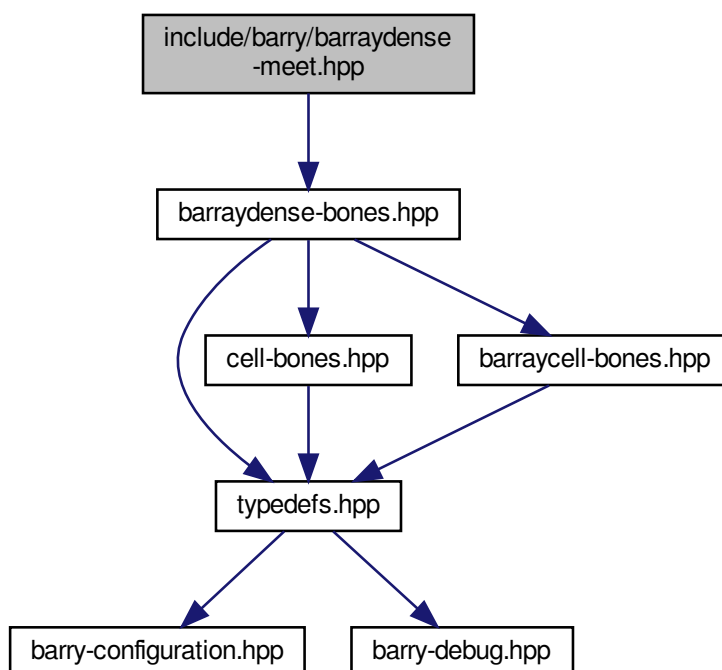 include/barry/barraydense
-meet.hpp
barraydense-bones.hpp
cell-bones.hpp
barraycell-bones.hpp
typedefs.hpp
barry-configuration.hpp
barry-debug.hpp